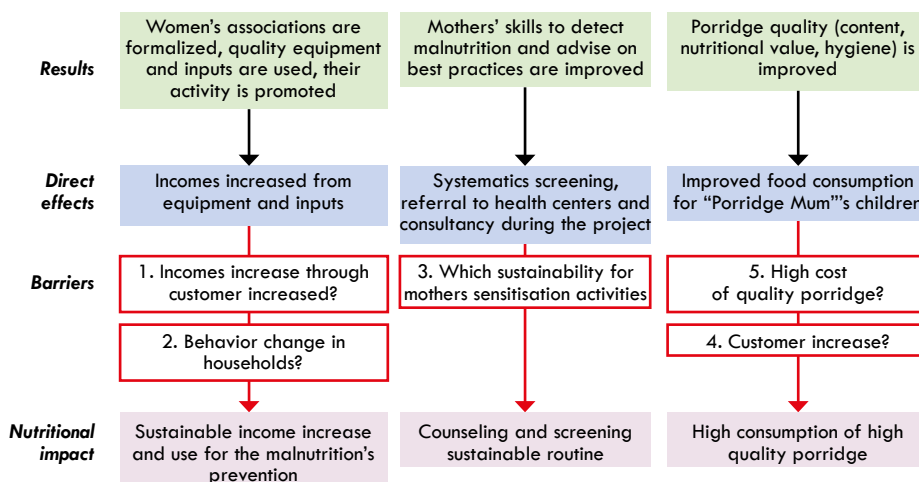 Results
Women's associations are
formalized, quality equipment
and inputs are used, their
activity is promoted
Mothers' skills to detect
malnutrition and advise on
best practices are improved
Porridge quality (content,
nutritional value, hygiene) is
improved
Direct
effects
Incomes increased from
equipment and inputs
Systematics screening,
referral to health centers and
consultancy during the project
Improved food consumption
for “Porridge Mum”'s children
Barriers
1. Incomes increase through
customer increased?
2. Behavior change in
households?
3. Which sustainability for
mothers sensitisation activities
5. High cost
of quality porridge?
4. Customer increase?
Nutritional
impact
Sustainable income increase
and use for the malnutrition's
prevention
Counseling and screening
sustainable routine
High consumption of high
quality porridge